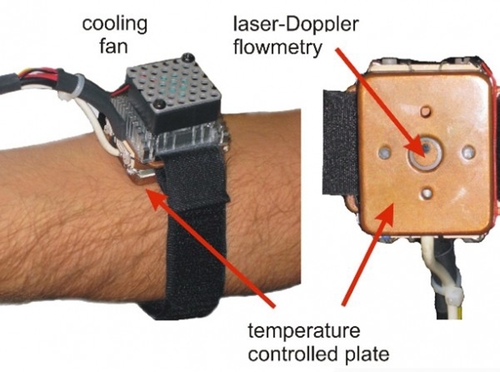 cooling
fan
laser-Doppler
flowmetry
temperature
controlled plate